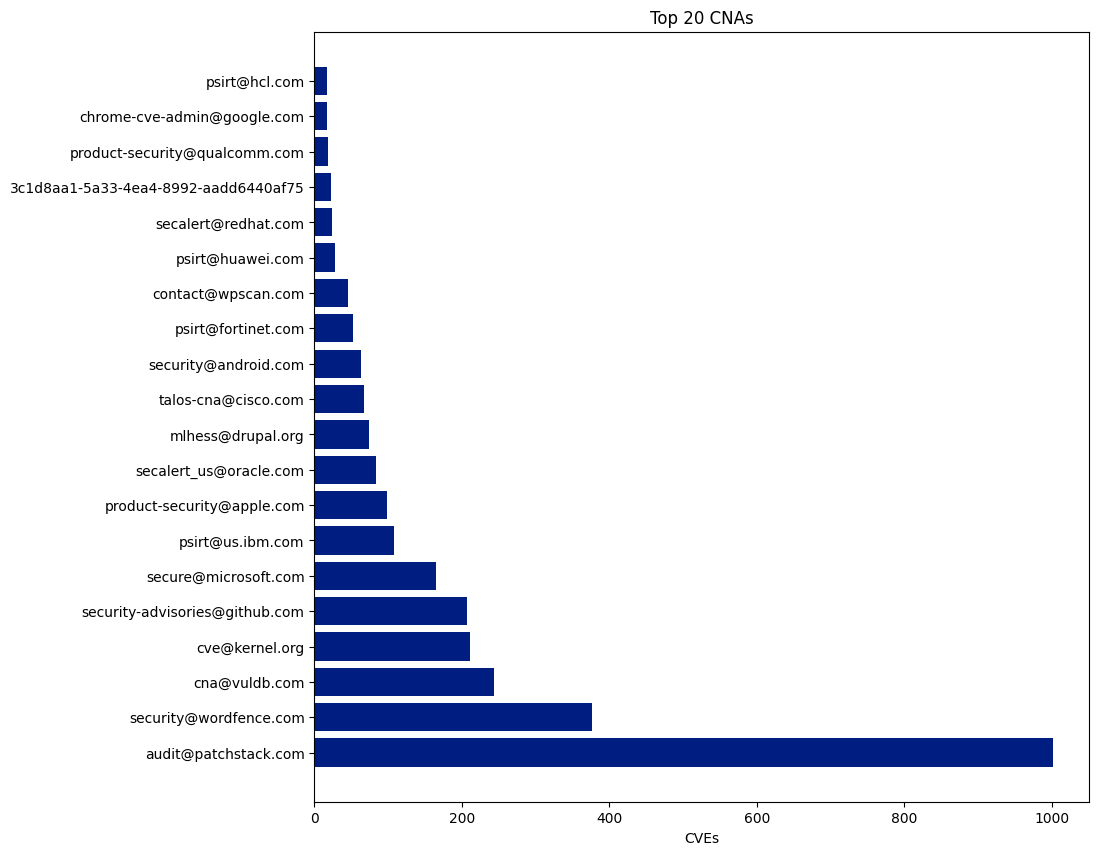 Top 20 CNAs
psirt@hcl.com
chrome-cve-admin@google.com
product-security@qualcomm.com
3c1d8aa1-5a33-4ea4-8992-aadd6440af75
secalert@redhat.com
psirt@huawei.com
contact@wpscan.com
psirt@fortinet.com
security@android.com
talos-cna@cisco.com
mlhess@drupal.org
secalert_us@oracle.com
product-security@apple.com
psirt@us.ibm.com
secure@microsoft.com
security-advisories@github.com
cve@kernel.org
cna@vuldb.com
security@wordfence.com
audit@patchstack.com
0 200 400 600 800 1000
CVEs